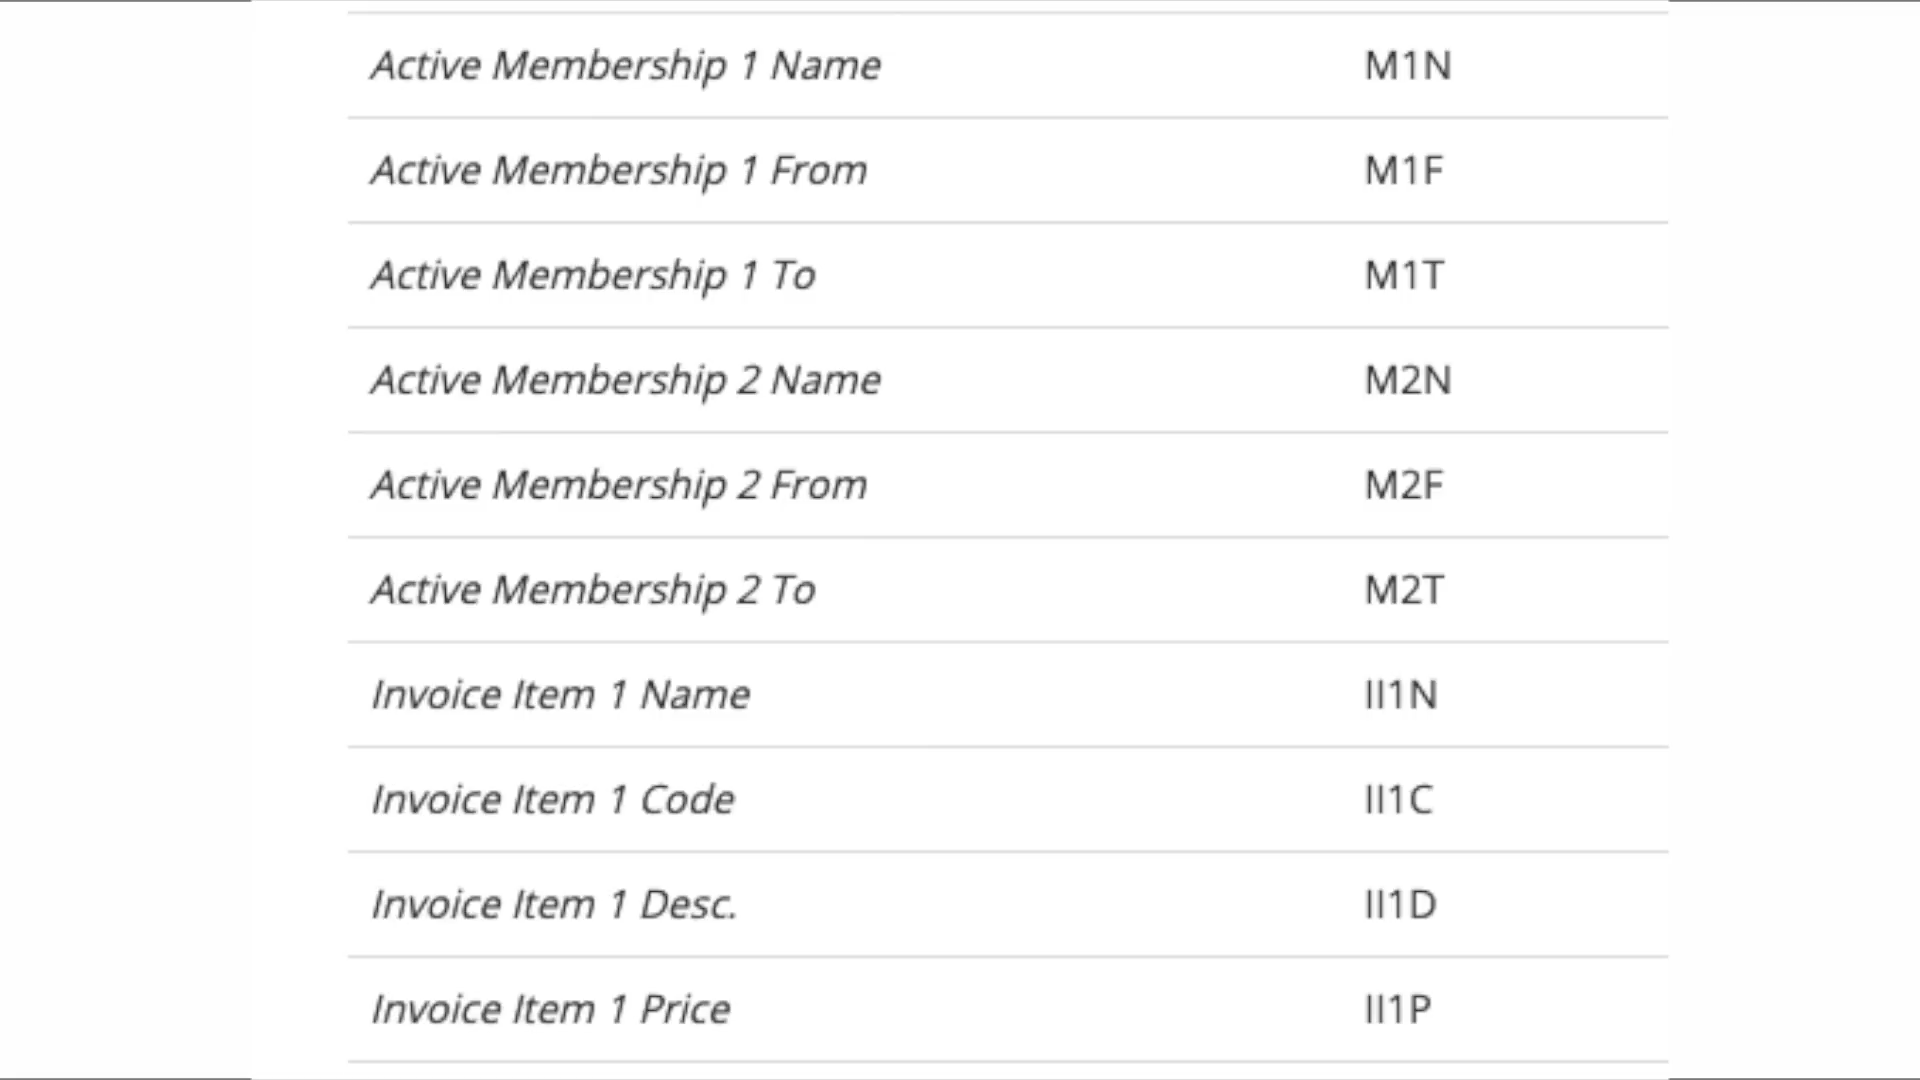 Active Membership 1 Name M1N
Active Membership 1 From M1F
Active Membership 1 To M1T
Active Membership 2 Name M2N
Active Membership 2 From M2F
Active Membership 2 To M2T
Invoice Item 1 Name II1N
Invoice Item 1 Code II1C
Invoice Item 1 Desc. II1D
Invoice Item 1 Price II1P